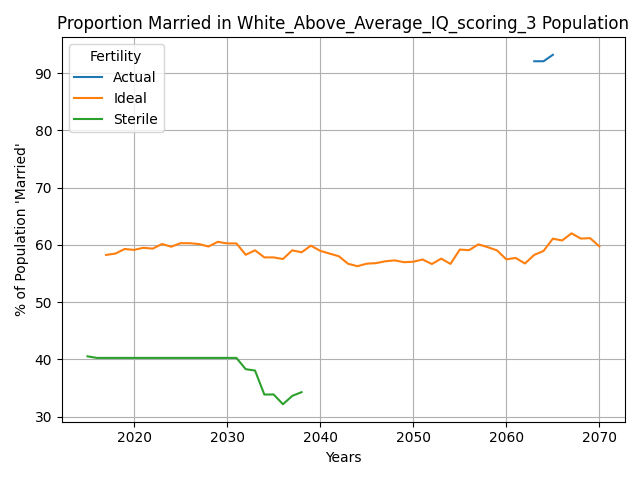 Proportion Married in White_Above_Average_IQ_scoring_3 Population
Fertility
Actual
Ideal
Sterile
% of Population 'Married'
90
80
70
60
50
40
30
2020
2030
2040
2050
2060
2070
Years